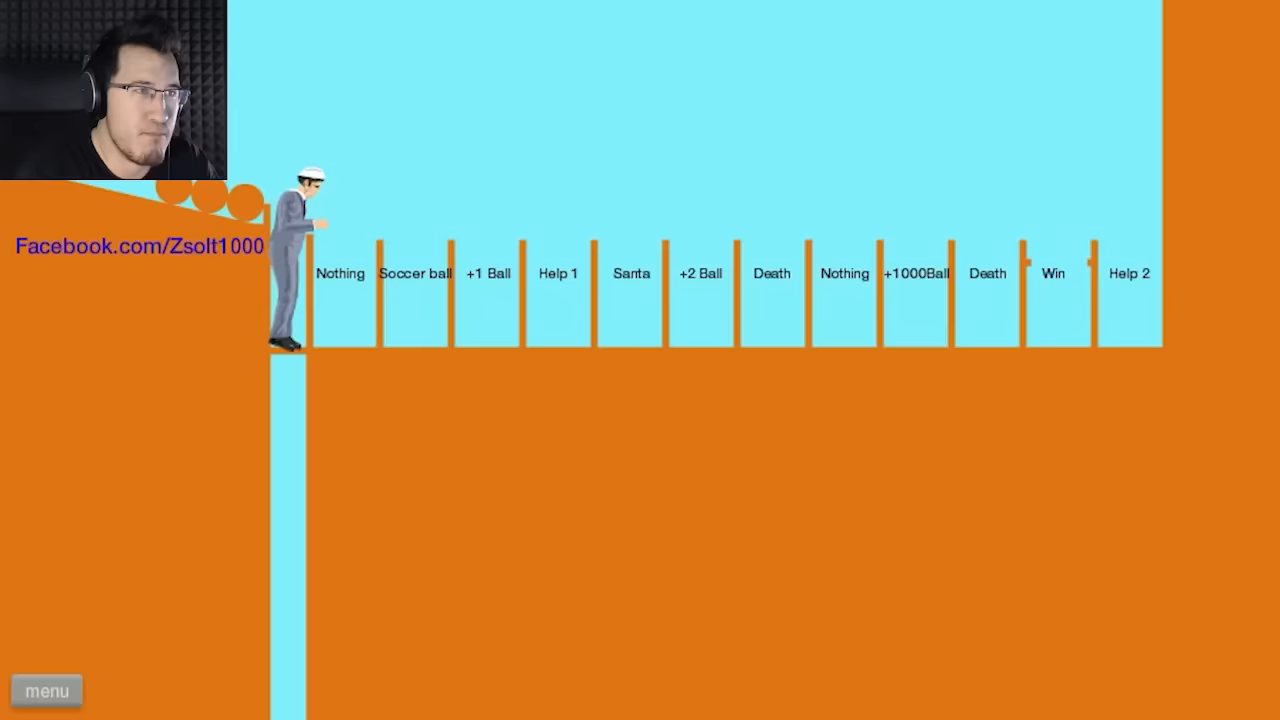 Facebook.com/Zsolt1000
Nothing
Soccer ball
+1 Ball
Help 1
Santa
+2 Ball
Death
Nothing
+1000Ball
Death
Win
Help 2
menu